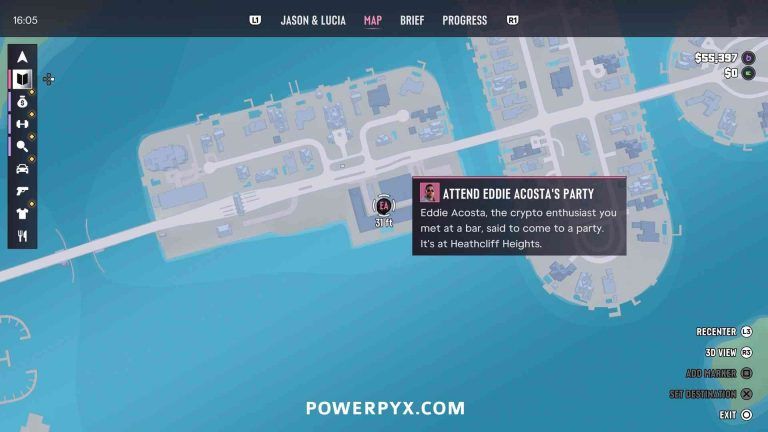 16:05
L1 JASON & LUCIA MAP BRIEF PROGRESS R1
$55,397
$0
EA
31 ft
ATTEND EDDIE ACOSTA'S PARTY
Eddie Acosta, the crypto enthusiast you
met at a bar, said to come to a party.
It's at Heathcliff Heights.
RECENTER L3
3D VIEW R3
ADD MARKER
SET DESTINATION
EXIT
POWERPYX.COM